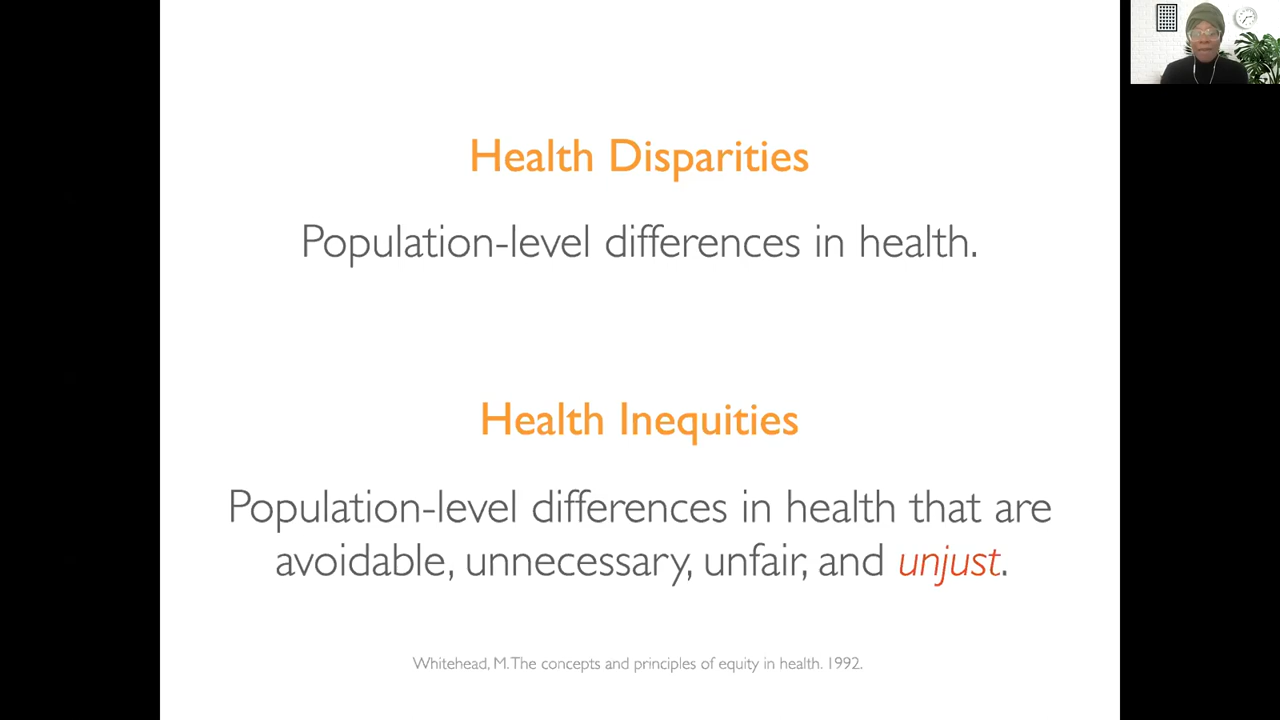 Health Disparities
Population-level differences in health.
Health Inequities
Population-level differences in health that are
avoidable, unnecessary, unfair, and unjust.
Whitehead, M. The concepts and principles of equity in health. 1992.